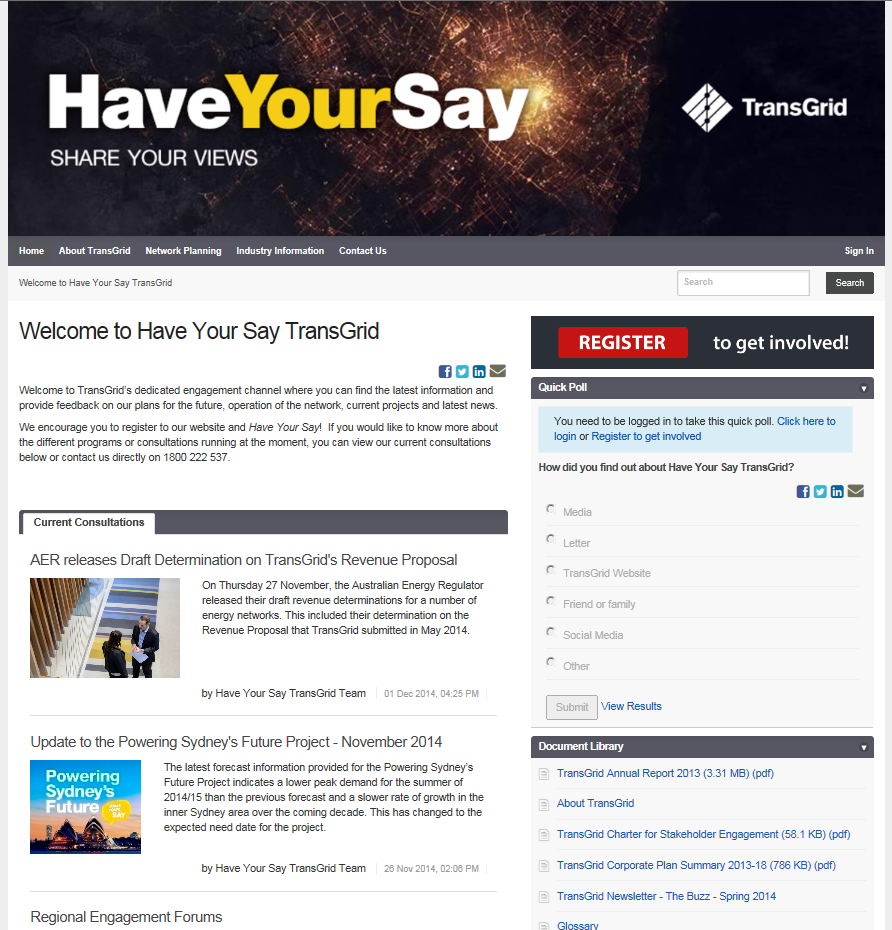 HaveYourSay
SHARE YOUR VIEWS
TransGrid
Home About TransGrid Network Planning Industry Information Contact Us Sign In
Welcome to Have Your Say TransGrid
Search
Search
Welcome to Have Your Say TransGrid
Welcome to TransGrid's dedicated engagement channel where you can find the latest information and
provide feedback on our plans for the future, operation of the network, current projects and latest news.
We encourage you to register to our website and Have Your Say! If you would like to know more about
the different programs or consultations running at the moment, you can view our current consultations
below or contact us directly on 1800 222 537.
Current Consultations
AER releases Draft Determination on TransGrid's Revenue Proposal
On Thursday 27 November, the Australian Energy Regulator
released their draft revenue determinations for a number of
energy networks. This included their determination on the
Revenue Proposal that TransGrid submitted in May 2014.
by Have Your Say TransGrid Team 01 Dec 2014, 04:25 PM
Update to the Powering Sydney's Future Project - November 2014
Powering
Sydney's
Future
HAVE
YOUR
SAY
The latest forecast information provided for the Powering Sydney's
Future Project indicates a lower peak demand for the summer of
2014/15 than the previous forecast and a slower rate of growth in the
inner Sydney area over the coming decade. This has changed to the
expected need date for the project.
by Have Your Say TransGrid Team 26 Nov 2014, 02:06 PM
Regional Engagement Forums
REGISTER to get involved!
Quick Poll
You need to be logged in to take this quick poll. Click here to
login or Register to get involved
How did you find out about Have Your Say TransGrid?
Media
Letter
TransGrid Website
Friend or family
Social Media
Other
Submit View Results
Document Library
TransGrid Annual Report 2013 (3.31 MB) (pdf)
About TransGrid
TransGrid Charter for Stakeholder Engagement (58.1 KB) (pdf)
TransGrid Corporate Plan Summary 2013-18 (786 KB) (pdf)
TransGrid Newsletter - The Buzz - Spring 2014
Glossary